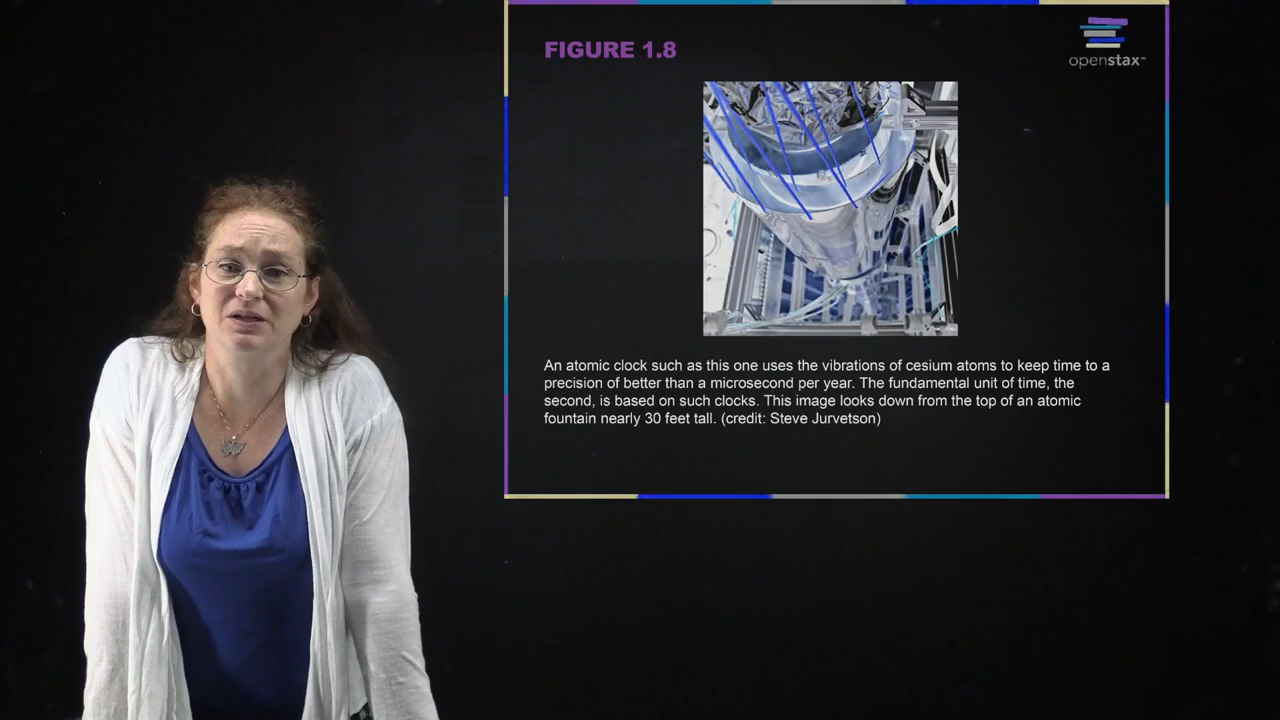 FIGURE 1.8
openstax™
An atomic clock such as this one uses the vibrations of cesium atoms to keep time to a
precision of better than a microsecond per year. The fundamental unit of time, the
second, is based on such clocks. This image looks down from the top of an atomic
fountain nearly 30 feet tall. (credit: Steve Jurvetson)